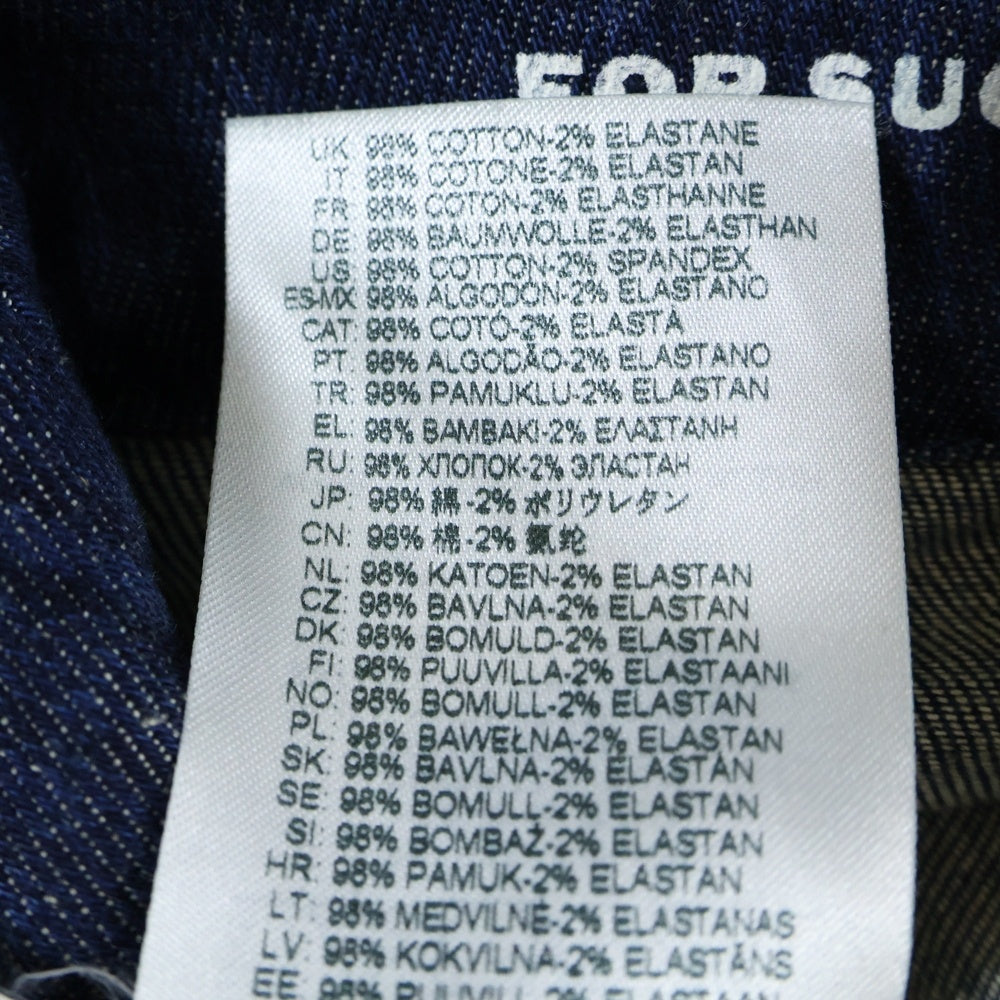 FOR SU
UK: 98% COTTON-2% ELASTANE
IT: 98% COTONE-2% ELASTAN
FR: 98% COTON-2% ELASTHANNE
DE: 98% BAUMWOLLE-2% ELASTHAN
US: 98% COTTON-2% SPANDEX
ES-MX 98% ALGODÓN-2% ELASTANO
CAT: 98% COTÓ-2% ELASTÀ
PT: 98% ALGODÃO-2% ELASTANO
TR: 98% PAMUKLU-2% ELASTAN
EL: 98% BAMBAKI-2% ΕΛΑΣΤΑΝΗ
RU: 98% ХЛОПОК-2% ЭЛАСТАН
JP: 98% 綿 -2% ポリウレタン
CN: 98% 棉 -2% 氨纶
NL: 98% KATOEN-2% ELASTAN
CZ: 98% BAVLNA-2% ELASTAN
DK: 98% BOMULD-2% ELASTAN
FI: 98% PUUVILLA-2% ELASTAANI
NO: 98% BOMULL-2% ELASTAN
PL: 98% BAWEŁNA-2% ELASTAN
SK: 98% BAVLNA-2% ELASTAN
SE: 98% BOMULL-2% ELASTAN
SI: 98% BOMBAŽ-2% ELASTAN
HR: 98% PAMUK-2% ELASTAN
LT: 98% MEDVILNĖ-2% ELASTANAS
LV: 98% KOKVILNA-2% ELASTĀNS
EE: 98% PUUVILL-2% ELASTAN